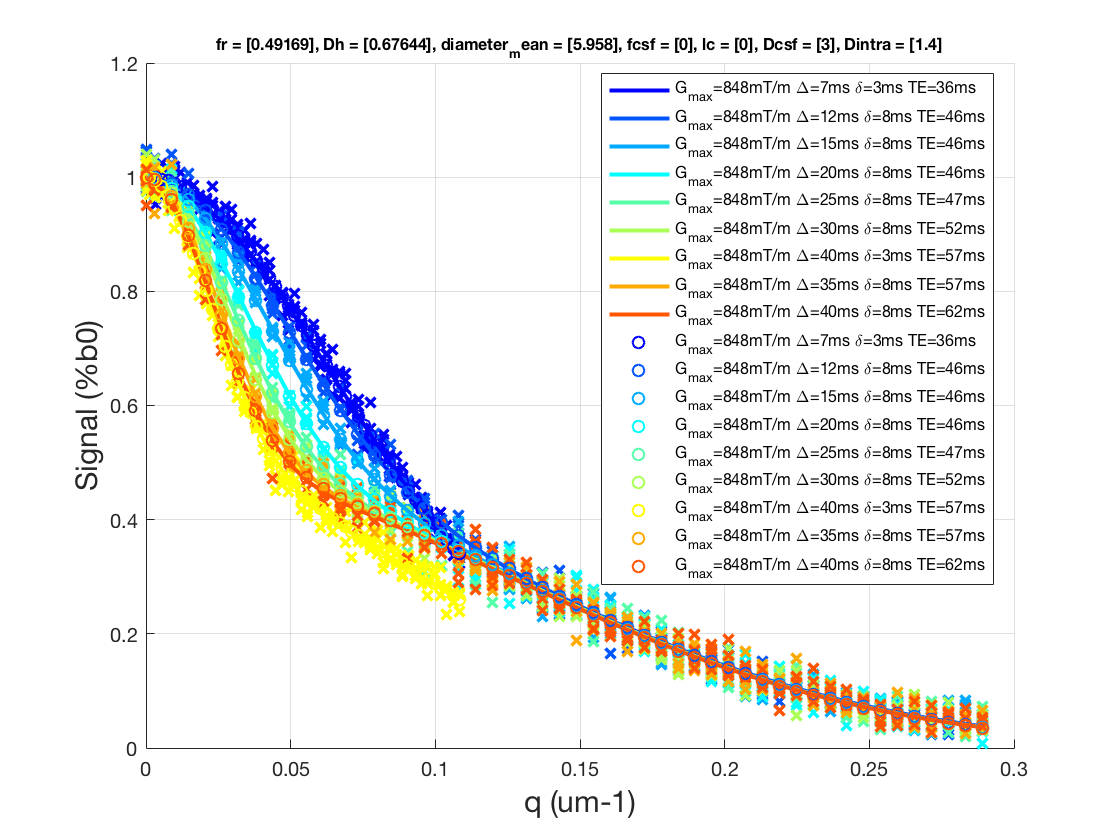 fr = [0.49169], Dh = [0.67644], diameter_mean = [5.958], fcsf = [0], lc = [0], Dcsf = [3], Dintra = [1.4]
1.2
1
0.8
0.6
0.4
0.2
0
Signal (%b0)
G_max=848mT/m Δ=7ms δ=3ms TE=36ms
G_max=848mT/m Δ=12ms δ=8ms TE=46ms
G_max=848mT/m Δ=15ms δ=8ms TE=46ms
G_max=848mT/m Δ=20ms δ=8ms TE=46ms
G_max=848mT/m Δ=25ms δ=8ms TE=47ms
G_max=848mT/m Δ=30ms δ=8ms TE=52ms
G_max=848mT/m Δ=40ms δ=3ms TE=57ms
G_max=848mT/m Δ=35ms δ=8ms TE=57ms
G_max=848mT/m Δ=40ms δ=8ms TE=62ms
G_max=848mT/m Δ=7ms δ=3ms TE=36ms
G_max=848mT/m Δ=12ms δ=8ms TE=46ms
G_max=848mT/m Δ=15ms δ=8ms TE=46ms
G_max=848mT/m Δ=20ms δ=8ms TE=46ms
G_max=848mT/m Δ=25ms δ=8ms TE=47ms
G_max=848mT/m Δ=30ms δ=8ms TE=52ms
G_max=848mT/m Δ=40ms δ=3ms TE=57ms
G_max=848mT/m Δ=35ms δ=8ms TE=57ms
G_max=848mT/m Δ=40ms δ=8ms TE=62ms
0 0.05 0.1 0.15 0.2 0.25 0.3
q (um-1)